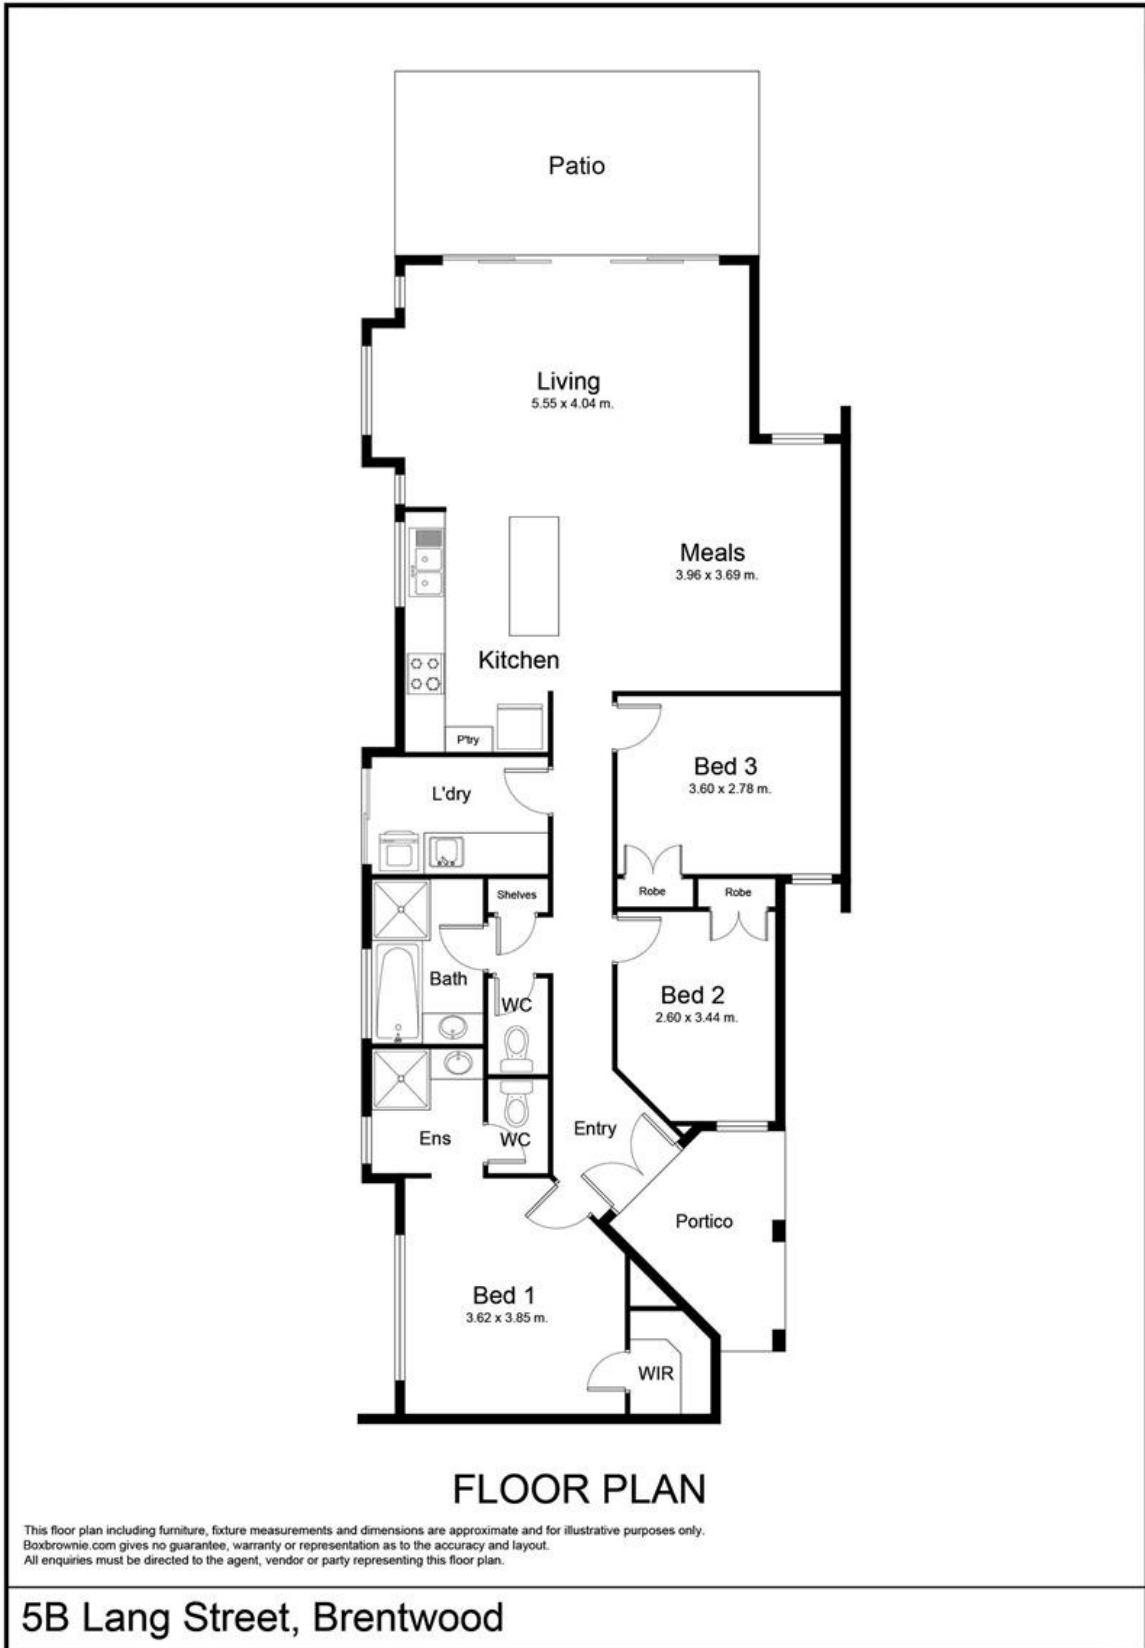 Patio
Living
5.55 x 4.04 m.
Meals
3.96 x 3.69 m.
Kitchen
P'try
Bed 3
3.60 x 2.78 m.
L'dry
Shelves
Robe
Robe
Bath
WC
Bed 2
2.60 x 3.44 m.
Ens
WC
Entry
Portico
Bed 1
3.62 x 3.85 m.
WIR
FLOOR PLAN
This floor plan including furniture, fixture measurements and dimensions are approximate and for illustrative purposes only.
Boxbrownie.com gives no guarantee, warranty or representation as to the accuracy and layout.
All enquiries must be directed to the agent, vendor or party representing this floor plan.
5B Lang Street, Brentwood